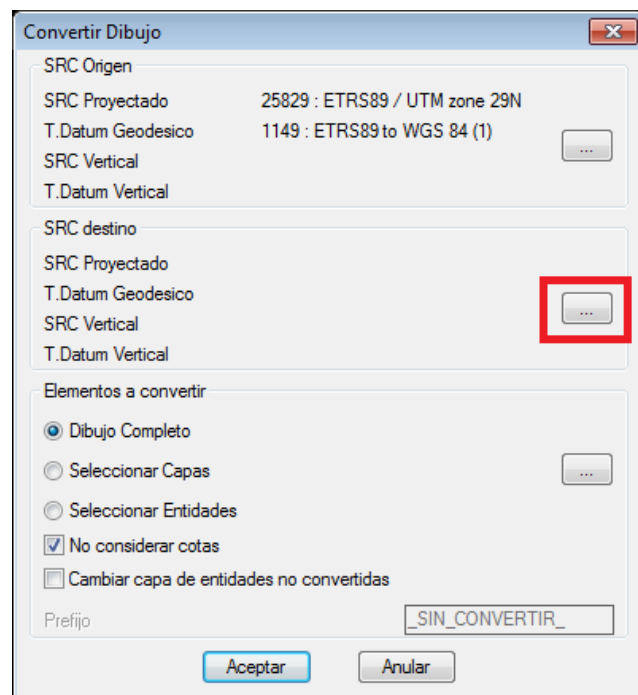 Convertir Dibujo
SRC Origen
SRC Proyectado 25829 : ETRS89 / UTM zone 29N
T.Datum Geodesico 1149 : ETRS89 to WGS 84 (1)
...
SRC Vertical
T.Datum Vertical
SRC destino
SRC Proyectado
T.Datum Geodesico
...
SRC Vertical
T.Datum Vertical
Elementos a convertir
Dibujo Completo
Seleccionar Capas ...
Seleccionar Entidades
No considerar cotas
Cambiar capa de entidades no convertidas
Prefijo _SIN_CONVERTIR_
Aceptar Anular